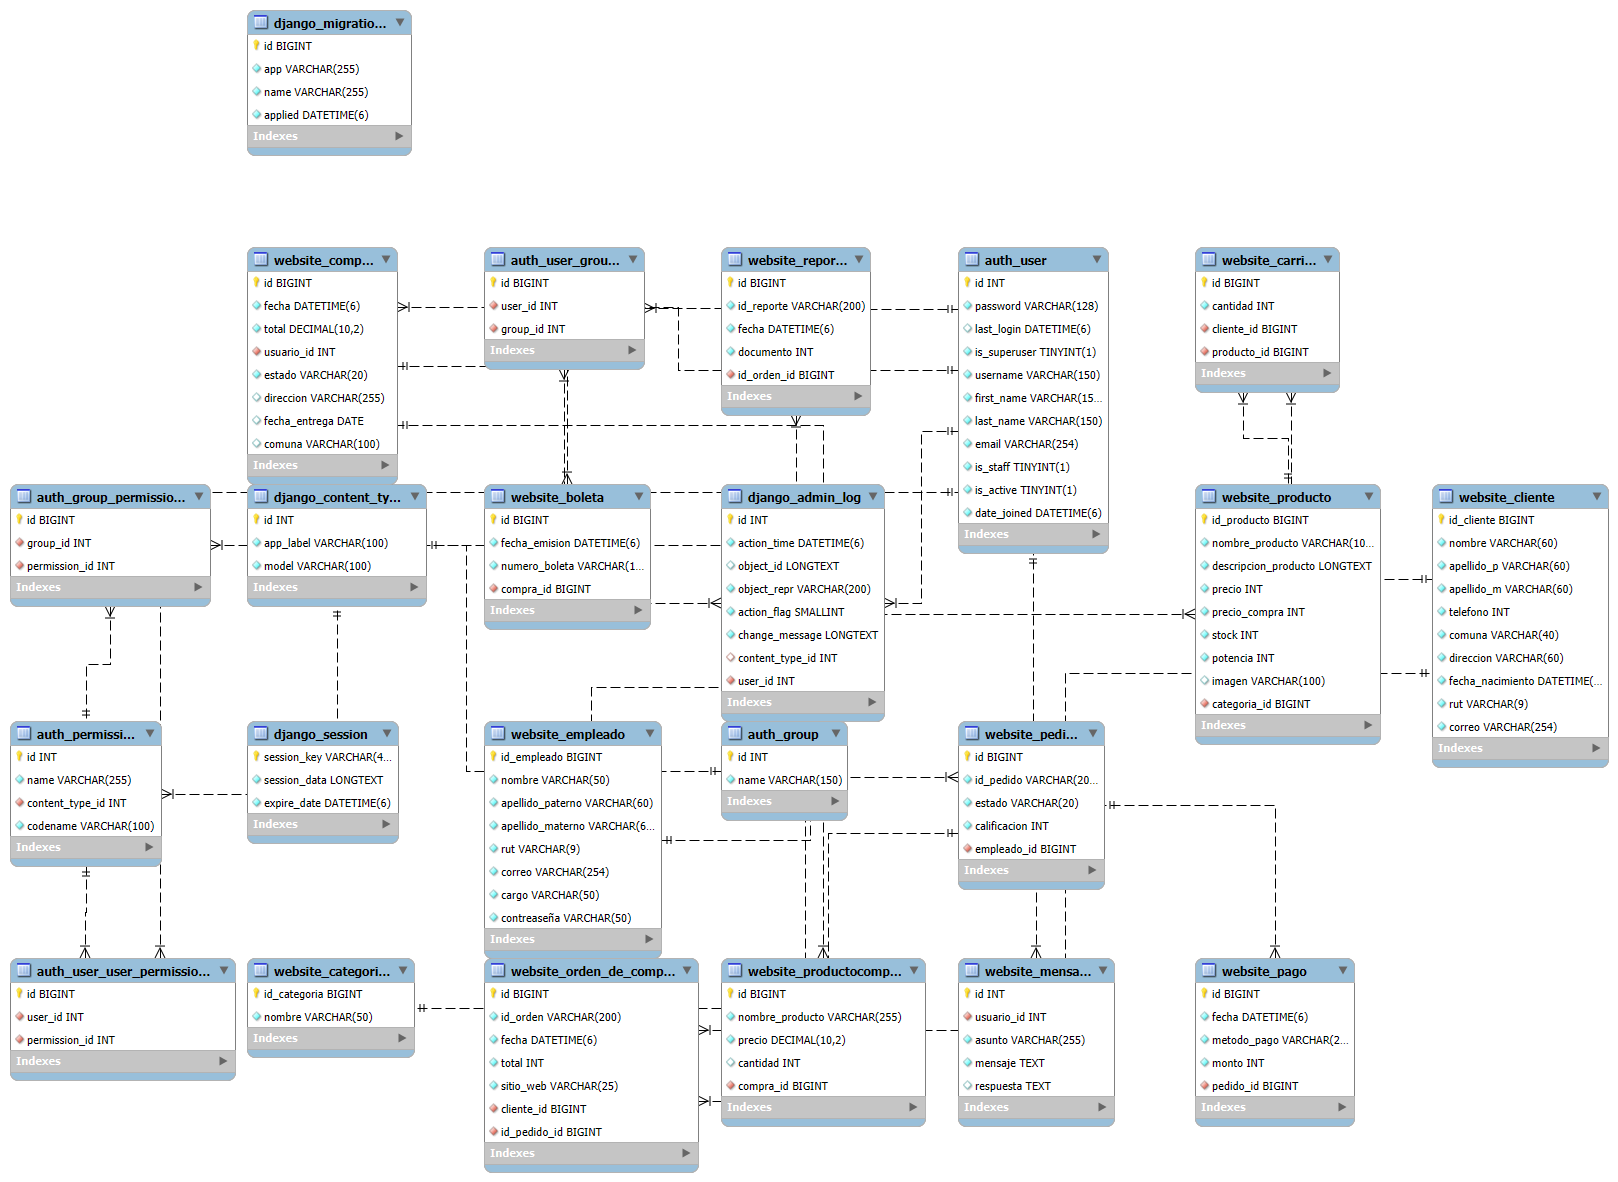 django_migratio...
id BIGINT
app VARCHAR(255)
name VARCHAR(255)
applied DATETIME(6)
Indexes
website_comp...
id BIGINT
fecha DATETIME(6)
total DECIMAL(10,2)
usuario_id INT
estado VARCHAR(20)
direccion VARCHAR(255)
fecha_entrega DATE
comuna VARCHAR(100)
Indexes
auth_user_grou...
id BIGINT
user_id INT
group_id INT
Indexes
website_repor...
id BIGINT
id_reporte VARCHAR(200)
fecha DATETIME(6)
documento INT
id_orden_id BIGINT
Indexes
auth_user
id INT
password VARCHAR(128)
last_login DATETIME(6)
is_superuser TINYINT(1)
username VARCHAR(150)
first_name VARCHAR(15...
last_name VARCHAR(150)
email VARCHAR(254)
is_staff TINYINT(1)
is_active TINYINT(1)
date_joined DATETIME(6)
Indexes
website_carri...
id BIGINT
cantidad INT
cliente_id BIGINT
producto_id BIGINT
Indexes
auth_group_permissio...
id BIGINT
group_id INT
permission_id INT
Indexes
django_content_ty...
id INT
app_label VARCHAR(100)
model VARCHAR(100)
Indexes
website_boleta
id BIGINT
fecha_emision DATETIME(6)
numero_boleta VARCHAR(1...
compra_id BIGINT
Indexes
django_admin_log
id INT
action_time DATETIME(6)
object_id LONGTEXT
object_repr VARCHAR(200)
action_flag SMALLINT
change_message LONGTEXT
content_type_id INT
user_id INT
Indexes
website_producto
id_producto BIGINT
nombre_producto VARCHAR(10...
descripcion_producto LONGTEXT
precio INT
precio_compra INT
stock INT
potencia INT
imagen VARCHAR(100)
categoria_id BIGINT
Indexes
website_cliente
id_cliente BIGINT
nombre VARCHAR(60)
apellido_p VARCHAR(60)
apellido_m VARCHAR(60)
telefono INT
comuna VARCHAR(40)
direccion VARCHAR(60)
fecha_nacimiento DATETIME(...
rut VARCHAR(9)
correo VARCHAR(254)
Indexes
auth_permissi...
id INT
name VARCHAR(255)
content_type_id INT
codename VARCHAR(100)
Indexes
django_session
session_key VARCHAR(4...
session_data LONGTEXT
expire_date DATETIME(6)
Indexes
website_empleado
id_empleado BIGINT
nombre VARCHAR(50)
apellido_paterno VARCHAR(60)
apellido_materno VARCHAR(6...
rut VARCHAR(9)
correo VARCHAR(254)
cargo VARCHAR(50)
contreaseña VARCHAR(50)
Indexes
auth_group
id INT
name VARCHAR(150)
Indexes
website_pedi...
id BIGINT
id_pedido VARCHAR(20...
estado VARCHAR(20)
calificacion INT
empleado_id BIGINT
Indexes
auth_user_user_permissio...
id BIGINT
user_id INT
permission_id INT
Indexes
website_categori...
id_categoria BIGINT
nombre VARCHAR(50)
Indexes
website_orden_de_comp...
id BIGINT
id_orden VARCHAR(200)
fecha DATETIME(6)
total INT
sitio_web VARCHAR(25)
cliente_id BIGINT
id_pedido_id BIGINT
Indexes
website_productocomp...
id BIGINT
nombre_producto VARCHAR(255)
precio DECIMAL(10,2)
cantidad INT
compra_id BIGINT
Indexes
website_mensa...
id INT
usuario_id INT
asunto VARCHAR(255)
mensaje TEXT
respuesta TEXT
Indexes
website_pago
id BIGINT
fecha DATETIME(6)
metodo_pago VARCHAR(2...
monto INT
pedido_id BIGINT
Indexes